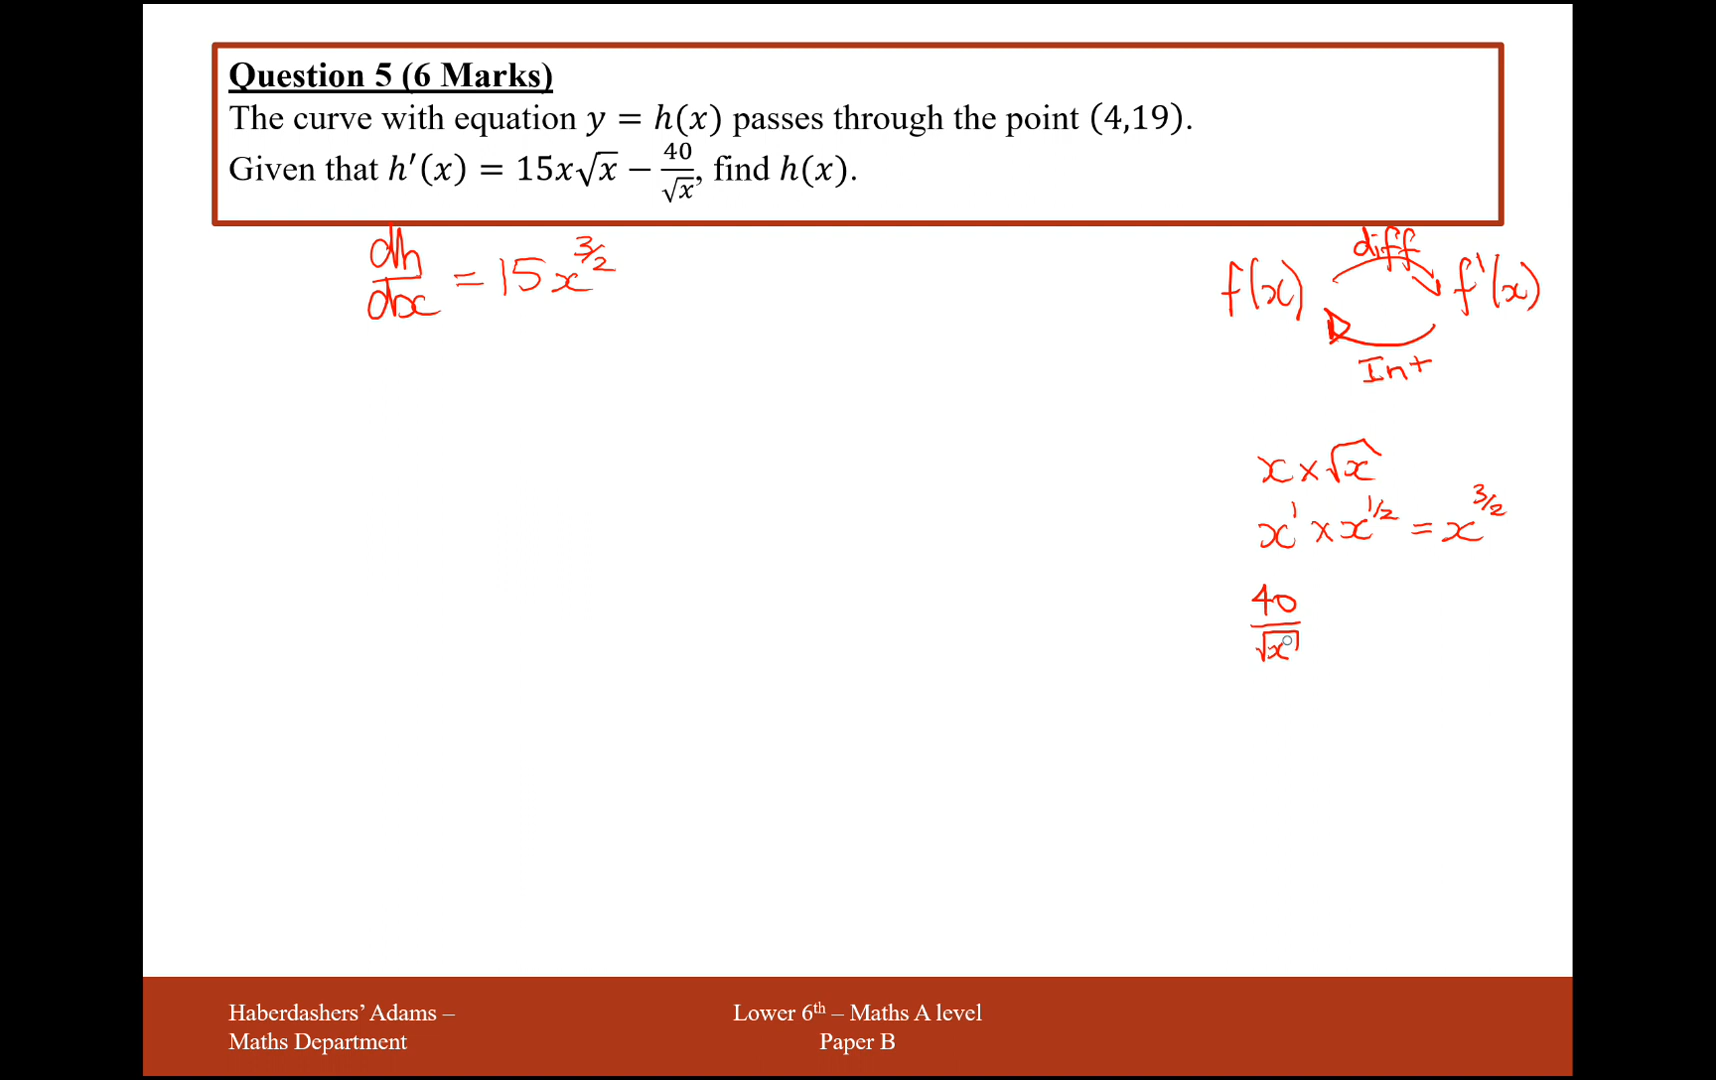 Question 5 (6 Marks)
The curve with equation y = h(x) passes through the point (4,19).
Given that h′(x) = 15x√x − 40/√x, find h(x).
dh/dx = 15x^3/2
diff
f(x) f'(x)
Int
x × √x
x^1 × x^1/2 = x^3/2
40/√x
Haberdashers’ Adams –
Maths Department
Lower 6th – Maths A level
Paper B